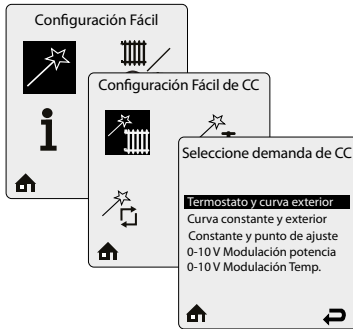 Configuración Fácil
Configuración Fácil de CC
Seleccione demanda de CC
Termostato y curva exterior
Curva constante y exterior
Constante y punto de ajuste
0-10 V Modulación potencia
0-10 V Modulación Temp.